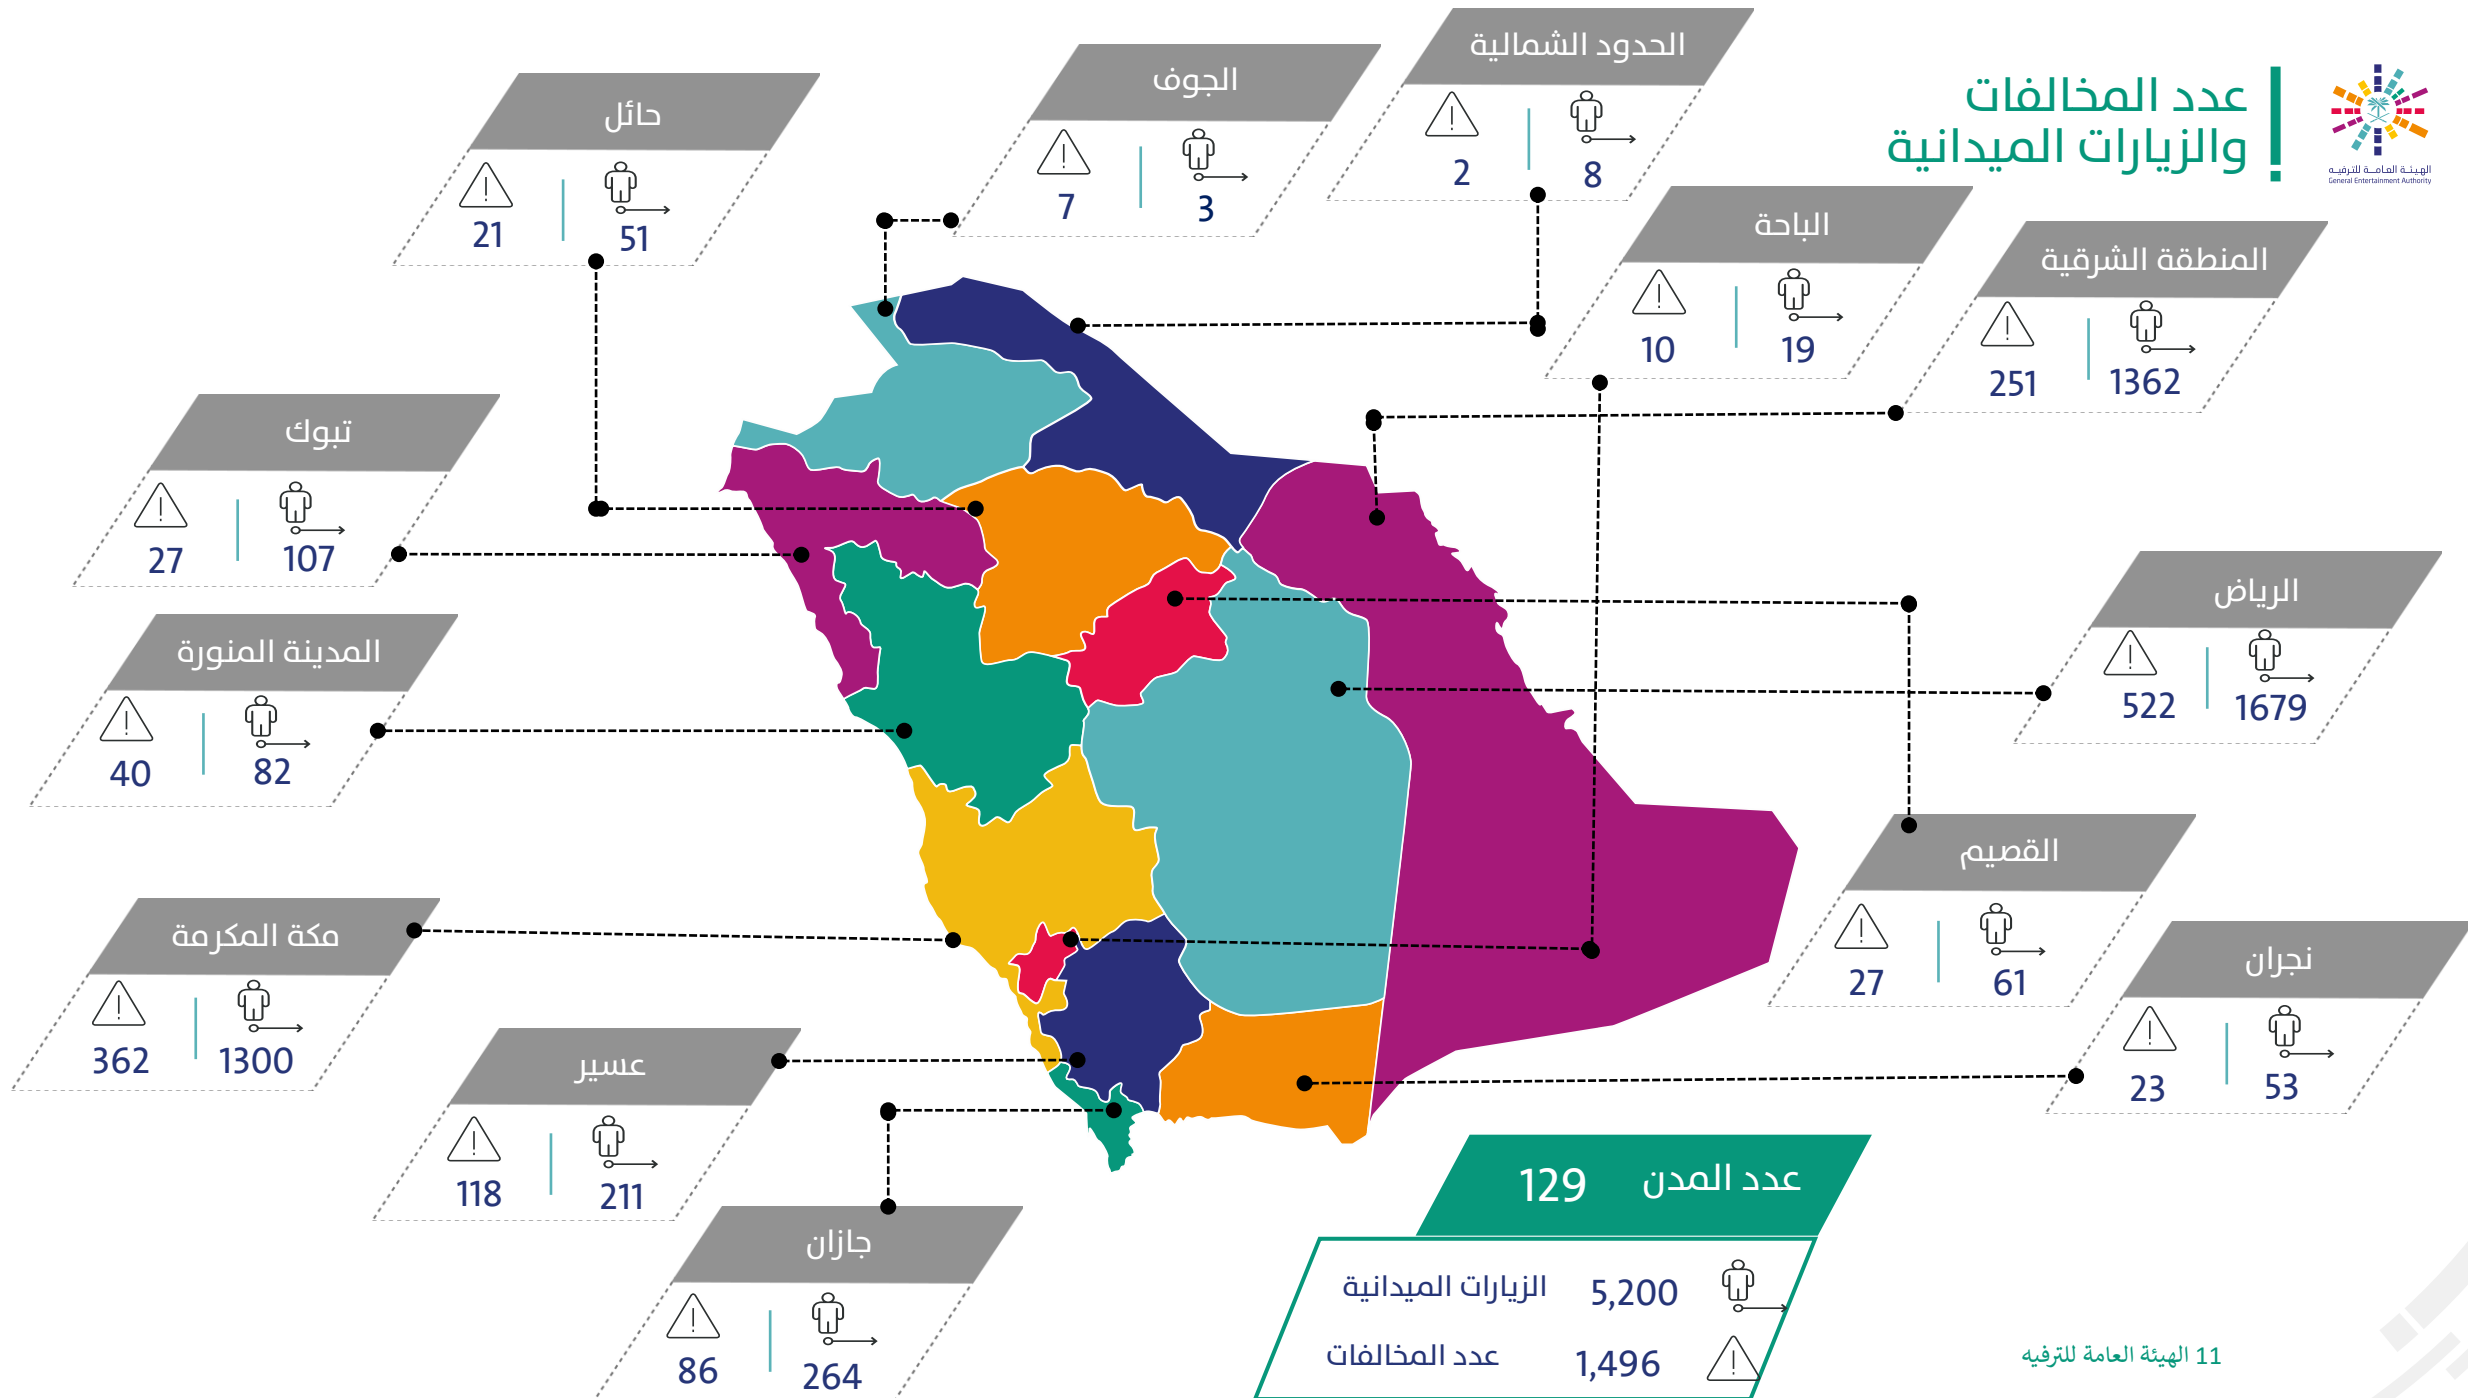 عدد المخالفات
والزيارات الميدانية
الهيئة العامة للترفيه
General Entertainment Authority
الحدود الشمالية
8
2
الجوف
3
7
حائل
51
21
الباحة
19
10
المنطقة الشرقية
1362
251
تبوك
107
27
الرياض
1679
522
المدينة المنورة
82
40
القصيم
61
27
مكة المكرمة
1300
362
نجران
53
23
عسير
211
118
جازان
264
86
عدد المدن 129
الزيارات الميدانية 5,200
عدد المخالفات 1,496
11 الهيئة العامة للترفيه